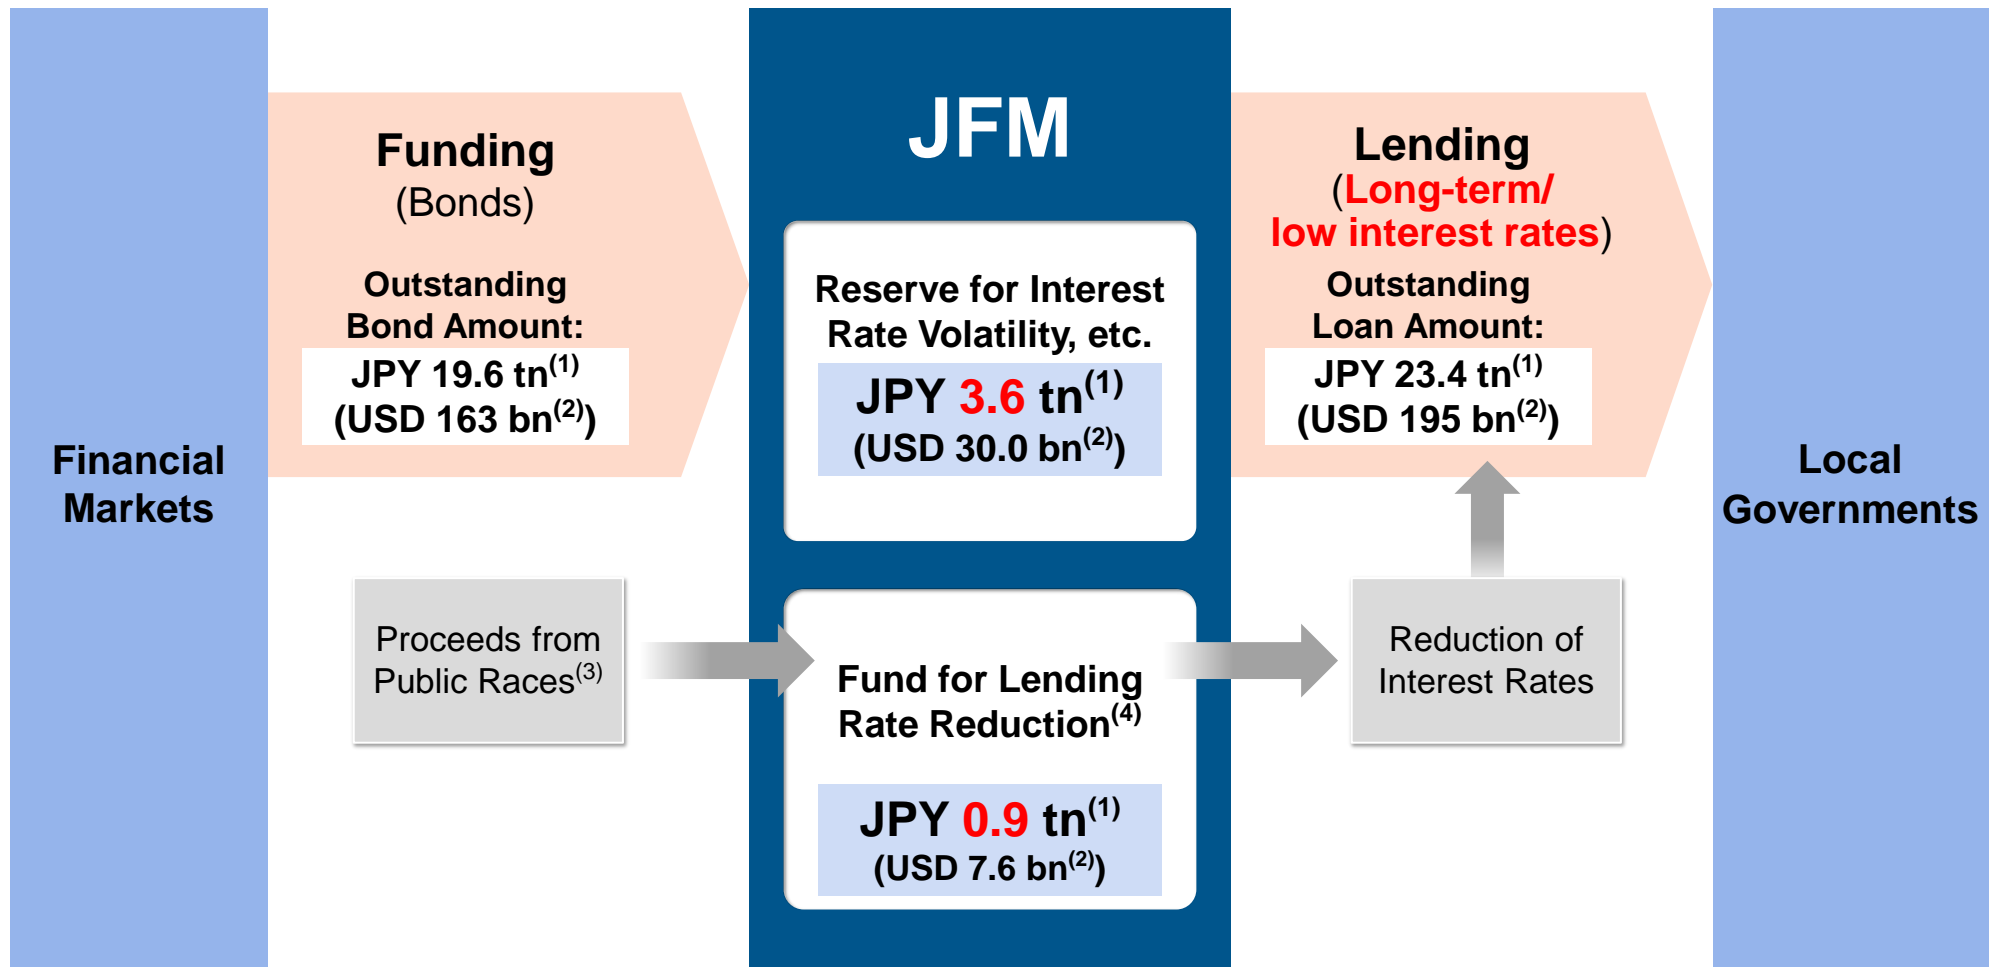 Financial
Markets
Funding
(Bonds)
Outstanding
Bond Amount:
JPY 19.6 tn(1)
(USD 163 bn(2))
Proceeds from
Public Races(3)
JFM
Reserve for Interest
Rate Volatility, etc.
JPY 3.6 tn(1)
(USD 30.0 bn(2))
Fund for Lending
Rate Reduction(4)
JPY 0.9 tn(1)
(USD 7.6 bn(2))
Lending
(Long-term/
low interest rates)
Outstanding
Loan Amount:
JPY 23.4 tn(1)
(USD 195 bn(2))
Reduction of
Interest Rates
Local
Governments